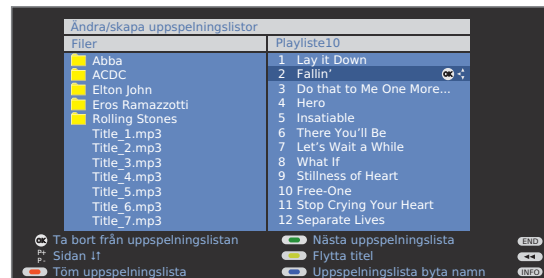 Ändra/skapa uppspelningslistor
Filer
Abba
ACDC
Elton John
Eros Ramazzotti
Rolling Stones
Title_1.mp3
Title_2.mp3
Title_3.mp3
Title_4.mp3
Title_5.mp3
Title_6.mp3
Title_7.mp3
Playliste10
1 Lay it Down
2 Fallin’ OK
3 Do that to Me One More...
4 Hero
5 Insatiable
6 There You’ll Be
7 Let’s Wait a While
8 What If
9 Stillness of Heart
10 Free-One
11 Stop Crying Your Heart
12 Separate Lives
OK Ta bort från uppspelningslistan
P+ P- Sidan ↓↑
Töm uppspelningslista
Nästa uppspelningslista
Flytta titel
Uppspelningslista byta namn
END
INFO